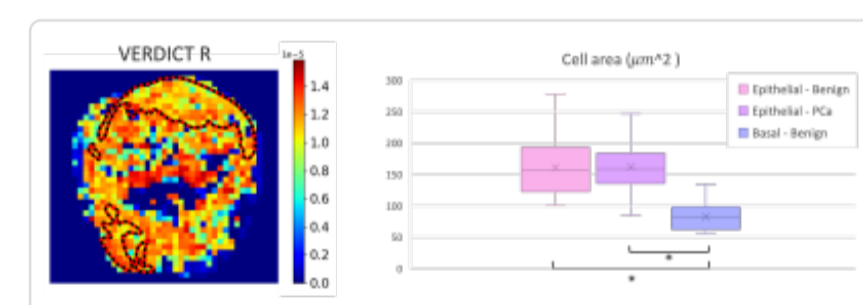 VERDICT R
1e-5
1.4
1.2
1.0
0.8
0.6
0.4
0.2
0.0
Cell area (μm^2 )
300
250
200
150
100
50
0
Epithelial - Benign
Epithelial - PCa
Basal - Benign
*
*